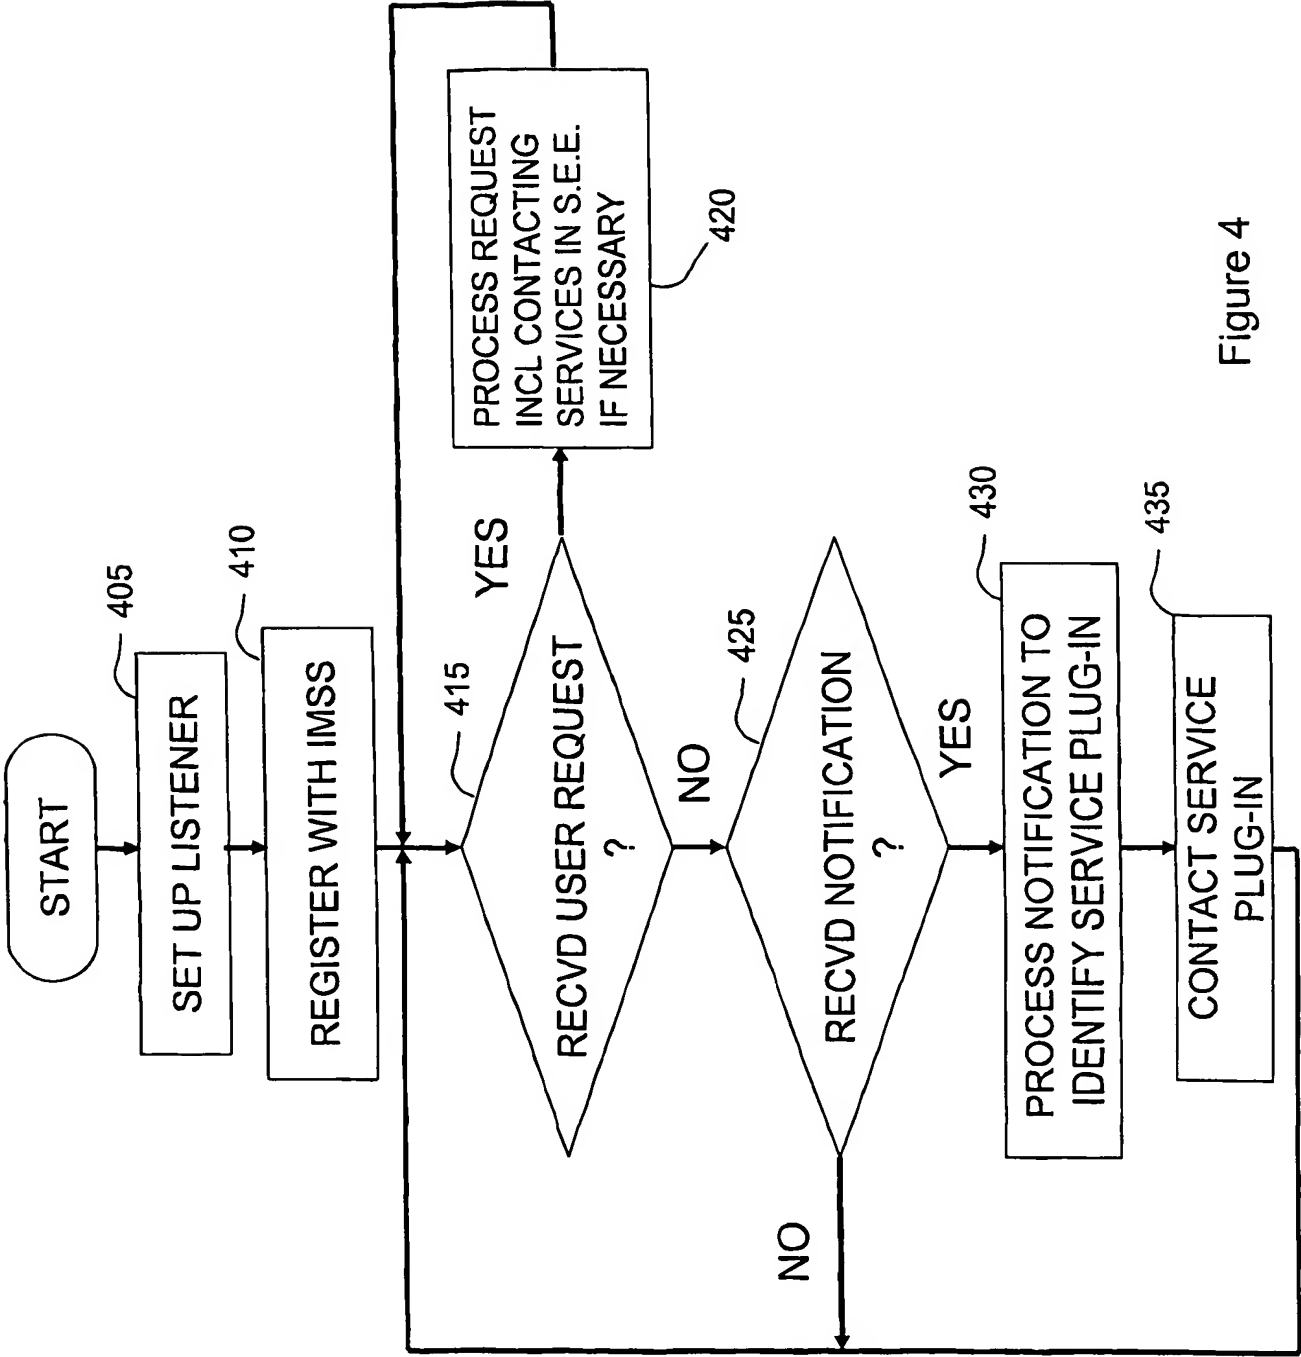 START
405
SET UP LISTENER
410
REGISTER WITH IMSS
415
RECVD USER REQUEST
?
YES
PROCESS REQUEST
INCL CONTACTING
SERVICES IN S.E.E.
IF NECESSARY
420
NO
425
RECVD NOTIFICATION
?
NO
YES
430
PROCESS NOTIFICATION TO
IDENTIFY SERVICE PLUG-IN
435
CONTACT SERVICE
PLUG-IN
Figure 4